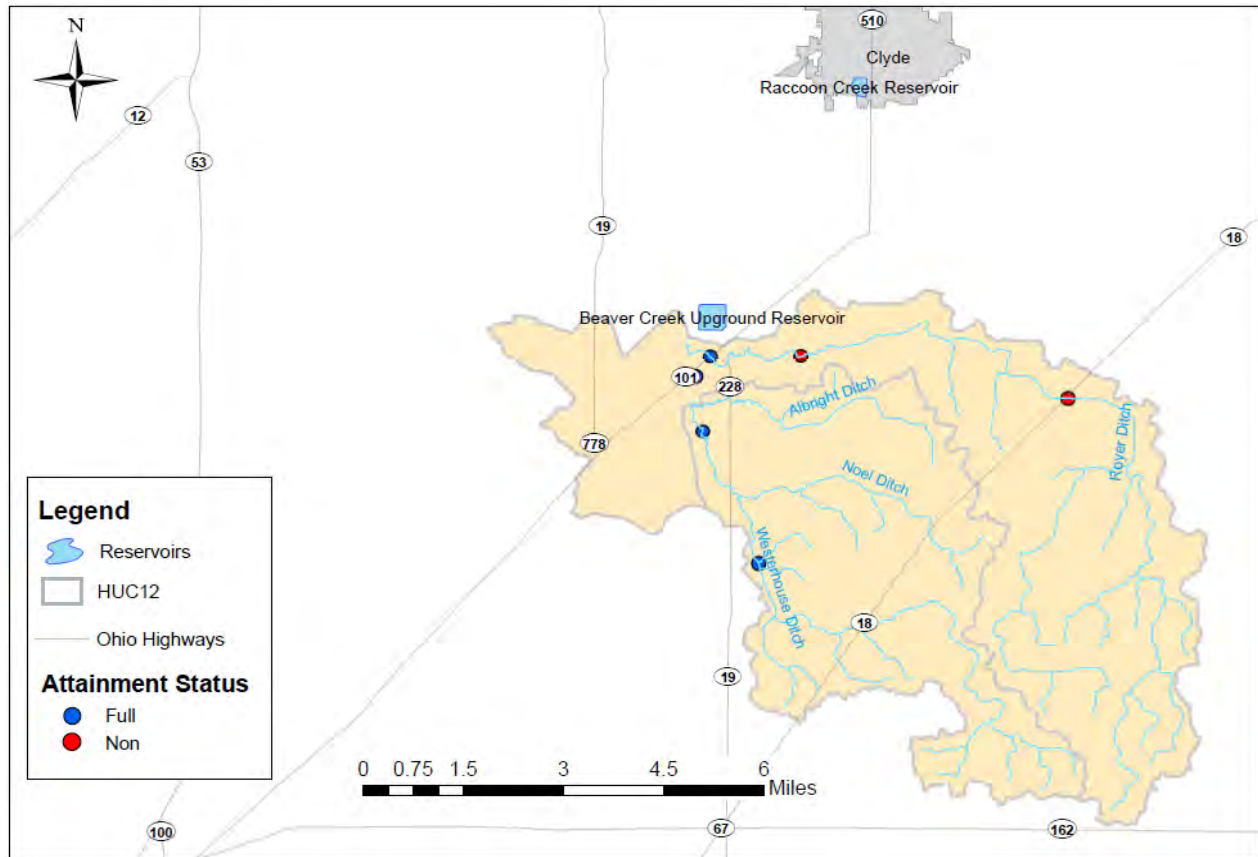 N
510
Clyde
Raccoon Creek Reservoir
12
53
19
18
Beaver Creek Upground Reservoir
101
228
Albright Ditch
778
Royer Ditch
Noel Ditch
Westerhouse Ditch
18
19
Legend
Reservoirs
HUC12
Ohio Highways
Attainment Status
Full
Non
0 0.75 1.5 3 4.5 6
Miles
100
67
162